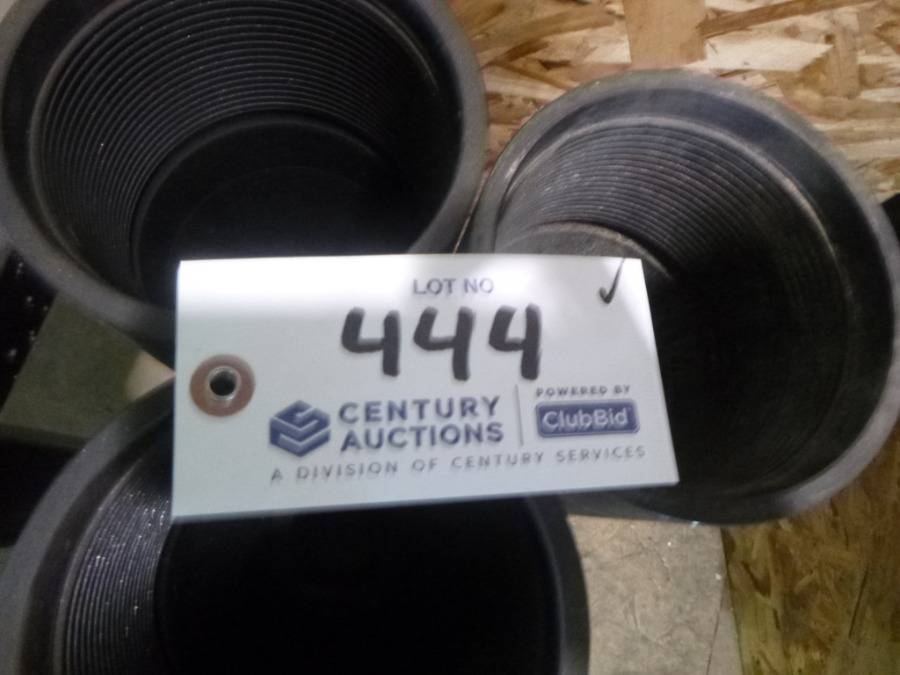 LOT NO
444
CENTURY
AUCTIONS
POWERED BY
ClubBid
A DIVISION OF CENTURY SERVICES